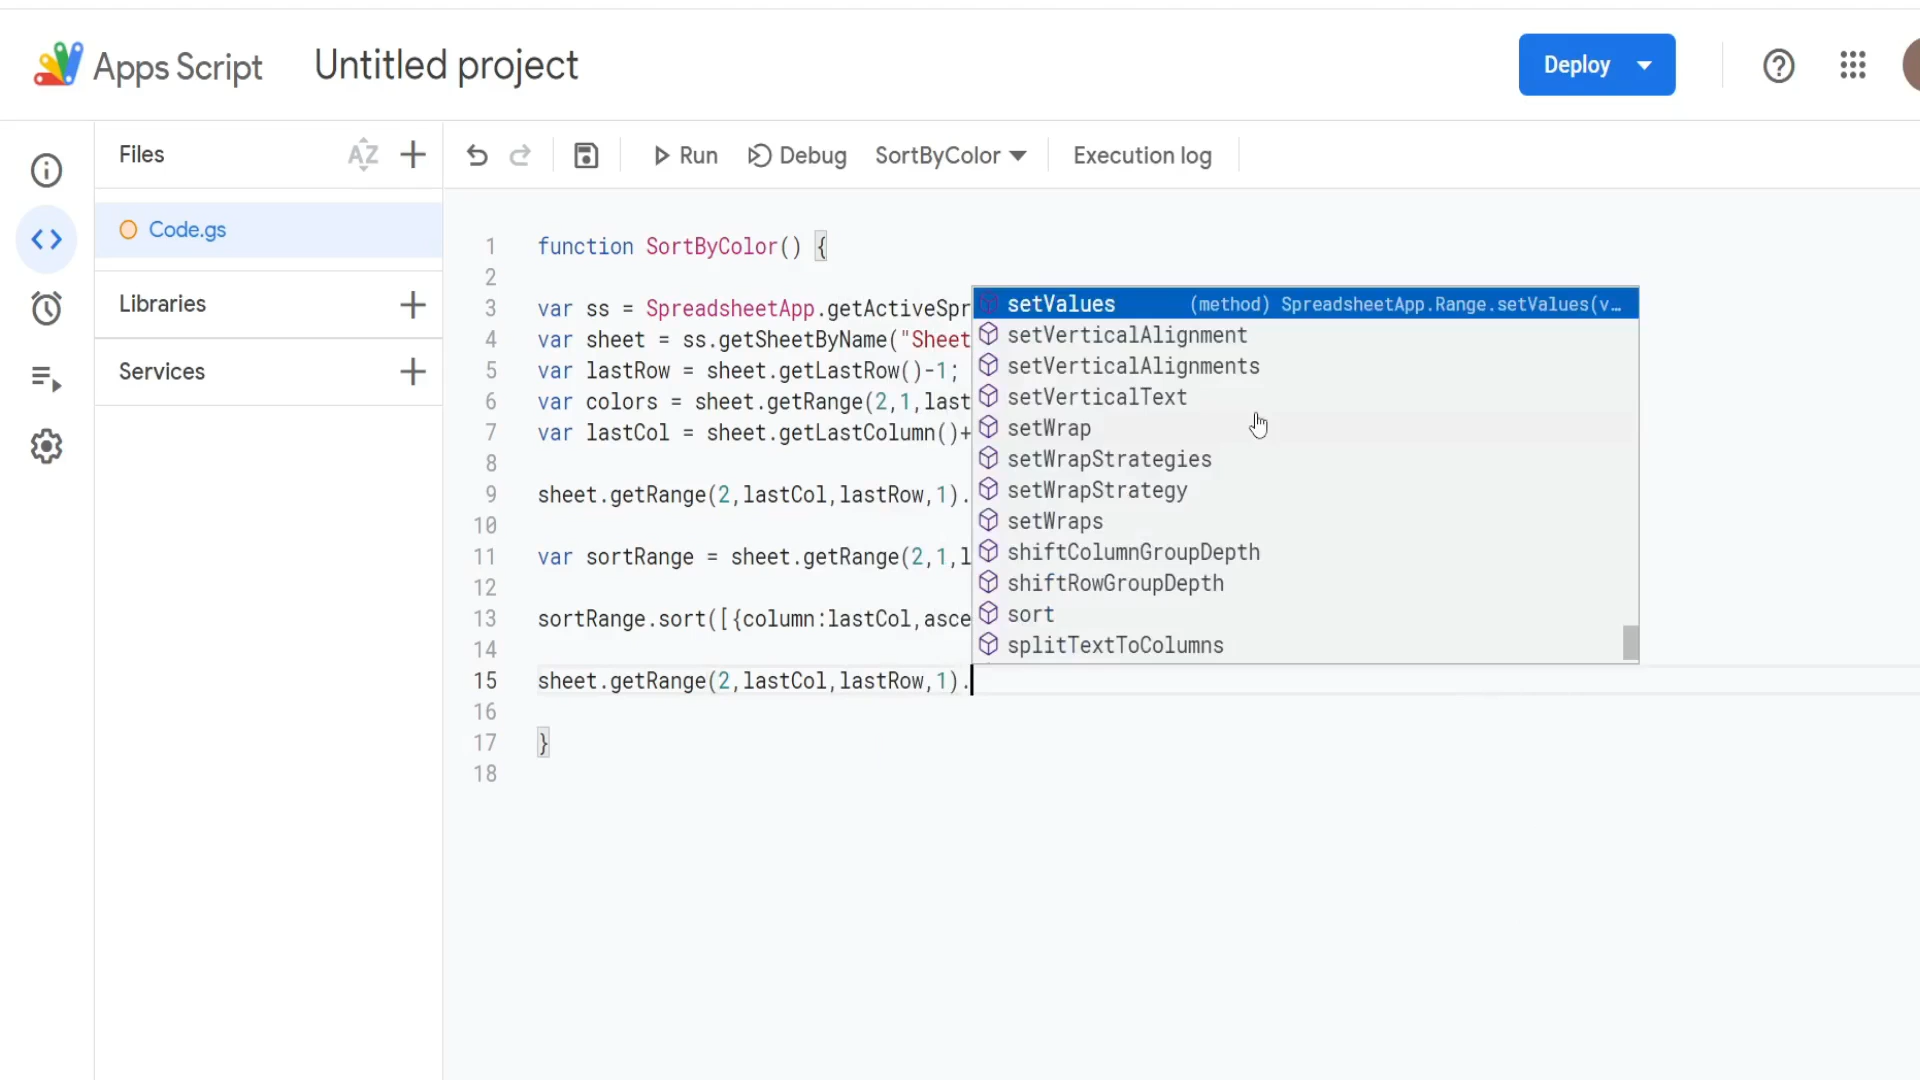 Apps Script
Untitled project
Deploy
Files
AZ
Run
Debug
SortByColor
Execution log
Code.gs
Libraries
Services
1 function SortByColor() {
2
3 var ss = SpreadsheetApp.getActiveSpr
4 var sheet = ss.getSheetByName("Sheet
5 var lastRow = sheet.getLastRow()-1;
6 var colors = sheet.getRange(2,1,last
7 var lastCol = sheet.getLastColumn()+
8
9 sheet.getRange(2,lastCol,lastRow,1).
10
11 var sortRange = sheet.getRange(2,1,l
12
13 sortRange.sort([{column:lastCol,asce
14
15 sheet.getRange(2,lastCol,lastRow,1).
16
17 }
18
setValues (method) SpreadsheetApp.Range.setValues(v…
setVerticalAlignment
setVerticalAlignments
setVerticalText
setWrap
setWrapStrategies
setWrapStrategy
setWraps
shiftColumnGroupDepth
shiftRowGroupDepth
sort
splitTextToColumns